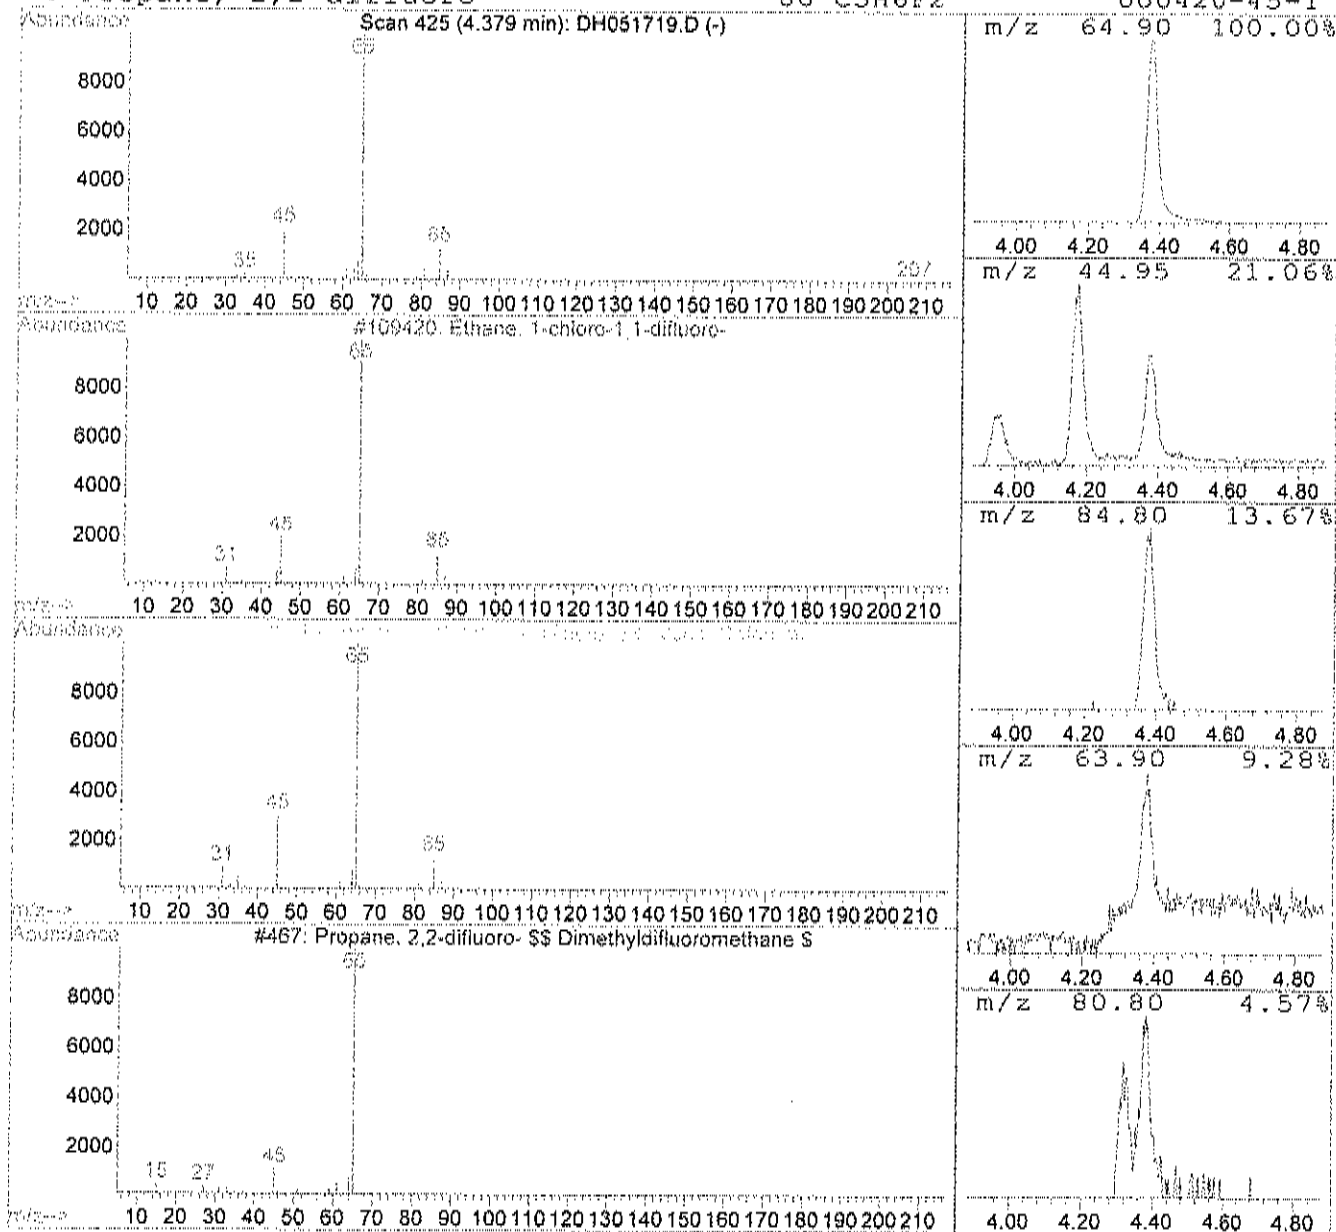 80 C3H6F2 000420-45-1
Abundance
Scan 425 (4.379 min): DH051719.D (-)
8000
6000
4000
2000
45
207
m/z-->
10 20 30 40 50 60 70 80 90 100 110 120 130 140 150 160 170 180 190 200 210
Abundance
#109420. Ethane, 1-chloro-1,1-difluoro-
65
8000
6000
4000
2000
45
31
m/z-->
10 20 30 40 50 60 70 80 90 100 110 120 130 140 150 160 170 180 190 200 210
Abundance
65
8000
6000
4000
2000
45
31
85
m/z-->
10 20 30 40 50 60 70 80 90 100 110 120 130 140 150 160 170 180 190 200 210
Abundance
#467: Propane, 2,2-difluoro- $$ Dimethyldifluoromethane $
8000
6000
4000
2000
15 27
m/z-->
10 20 30 40 50 60 70 80 90 100 110 120 130 140 150 160 170 180 190 200 210
m/z 64.90 100.00%
4.00 4.20 4.40 4.60 4.80
m/z 44.95 21.06%
4.00 4.20 4.40 4.60 4.80
m/z 84.80 13.67%
4.00 4.20 4.40 4.60 4.80
m/z 63.90 9.28%
4.00 4.20 4.40 4.60 4.80
m/z 80.80 4.57%
4.00 4.20 4.40 4.60 4.80